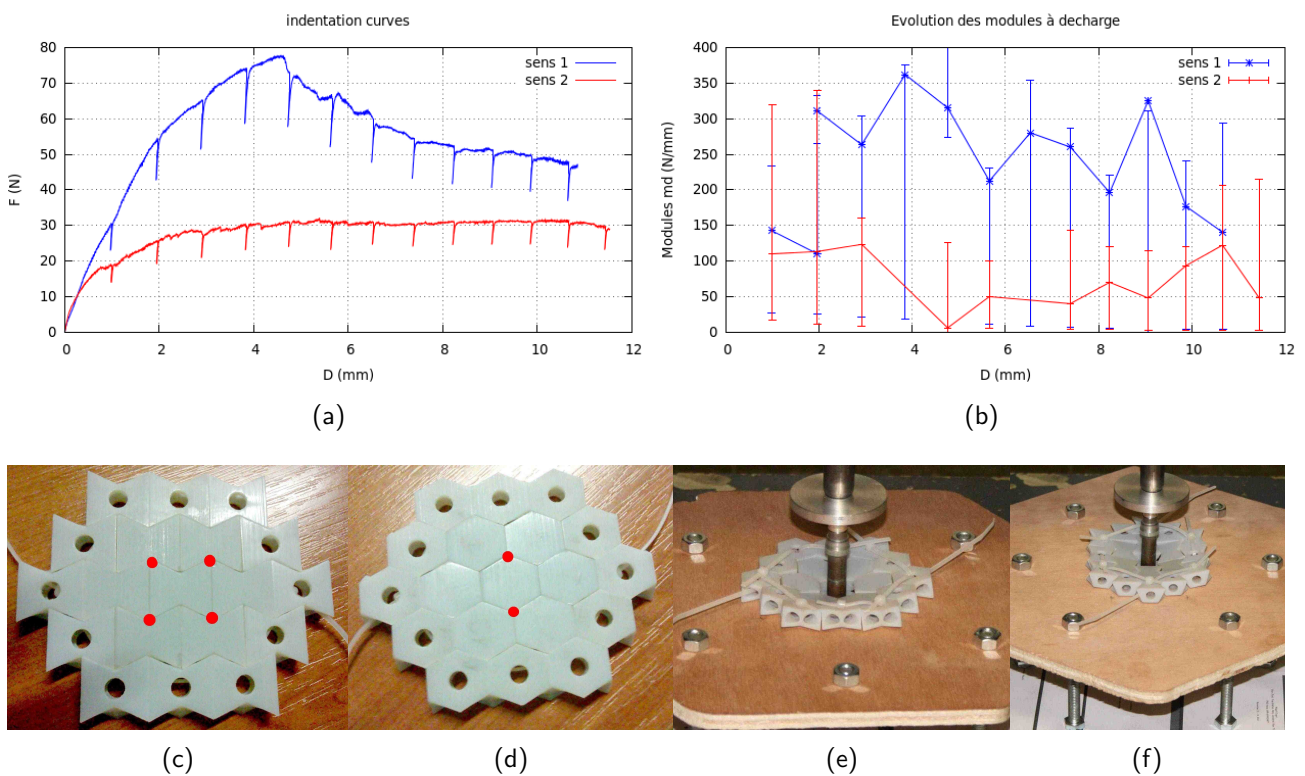 indentation curves
F (N)
80
70
60
50
40
30
20
10
0
sens 1
sens 2
0 2 4 6 8 10 12
D (mm)
(a)
Evolution des modules à decharge
Modules md (N/mm)
400
350
300
250
200
150
100
50
0
sens 1
sens 2
0 2 4 6 8 10 12
D (mm)
(b)
(c) (d) (e) (f)